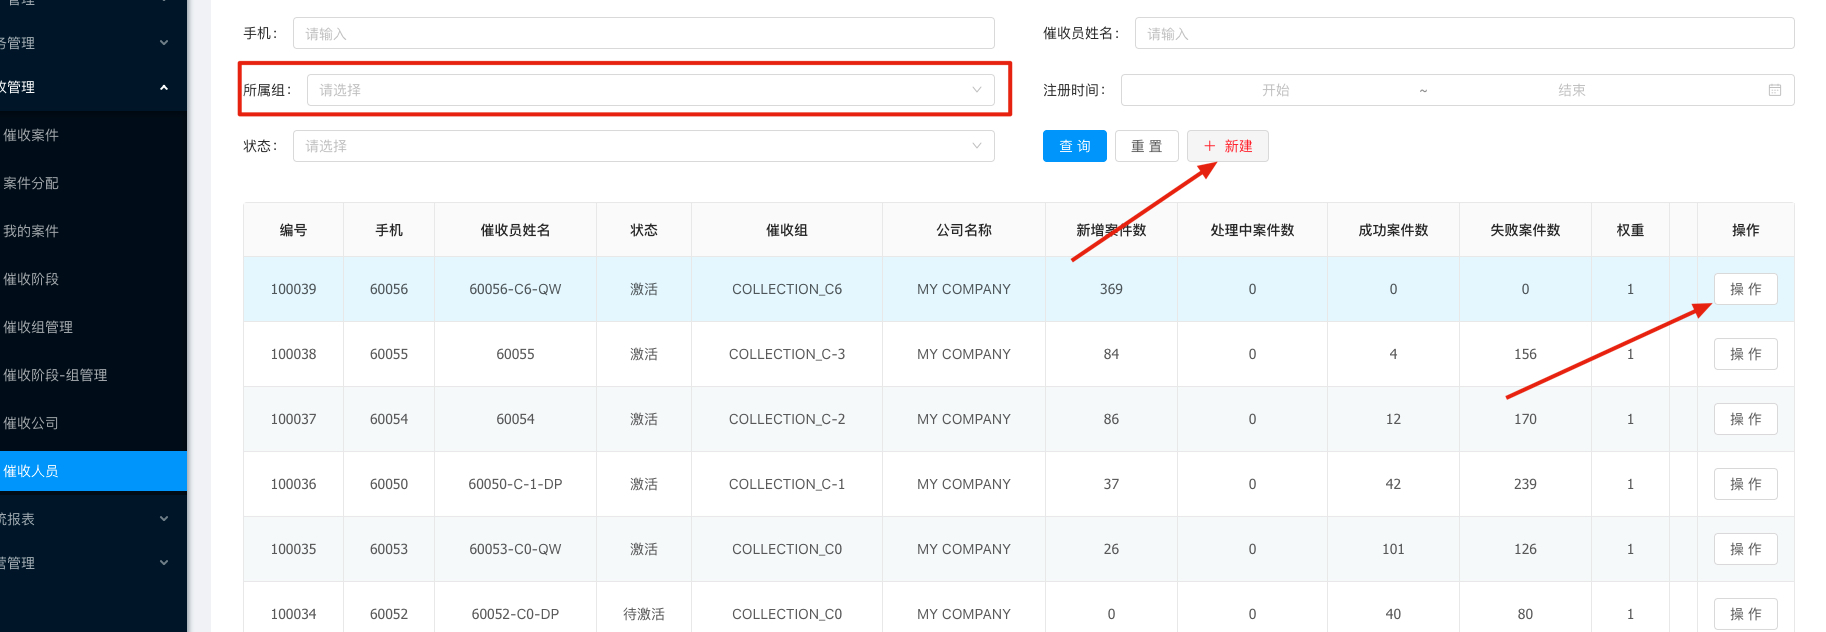 管理
务管理
收管理
催收案件
案件分配
我的案件
催收阶段
催收组管理
催收阶段-组管理
催收公司
催收人员
统报表
营管理
手机： 请输入 催收员姓名： 请输入
所属组： 请选择 注册时间： 开始 ~ 结束
状态： 请选择 查 询 重 置 + 新建
编号 手机 催收员姓名 状态 催收组 公司名称 新增案件数 处理中案件数 成功案件数 失败案件数 权重 操作
100039 60056 60056-C6-QW 激活 COLLECTION_C6 MY COMPANY 369 0 0 0 1 操 作
100038 60055 60055 激活 COLLECTION_C-3 MY COMPANY 84 0 4 156 1 操 作
100037 60054 60054 激活 COLLECTION_C-2 MY COMPANY 86 0 12 170 1 操 作
100036 60050 60050-C-1-DP 激活 COLLECTION_C-1 MY COMPANY 37 0 42 239 1 操 作
100035 60053 60053-C0-QW 激活 COLLECTION_C0 MY COMPANY 26 0 101 126 1 操 作
100034 60052 60052-C0-DP 待激活 COLLECTION_C0 MY COMPANY 0 0 40 80 1 操 作